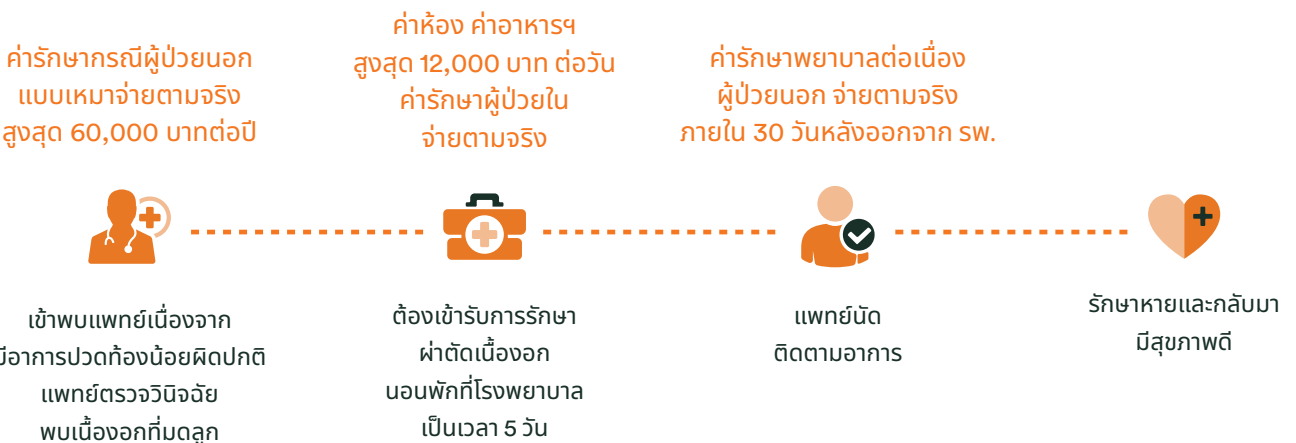 ค่ารักษากรณีผู้ป่วยนอก
แบบเหมาจ่ายตามจริง
สูงสุด 60,000 บาทต่อปี
ค่าห้อง ค่าอาหารฯ
สูงสุด 12,000 บาท ต่อวัน
ค่ารักษาผู้ป่วยใน
จ่ายตามจริง
ค่ารักษาพยาบาลต่อเนื่อง
ผู้ป่วยนอก จ่ายตามจริง
ภายใน 30 วันหลังออกจาก รพ.
เข้าพบแพทย์เนื่องจาก
มีอาการปวดท้องน้อยผิดปกติ
แพทย์ตรวจวินิจฉัย
พบเนื้องอกที่มดลูก
ต้องเข้ารับการรักษา
ผ่าตัดเนื้องอก
นอนพักที่โรงพยาบาล
เป็นเวลา 5 วัน
แพทย์นัด
ติดตามอาการ
รักษาหายและกลับมา
มีสุขภาพดี